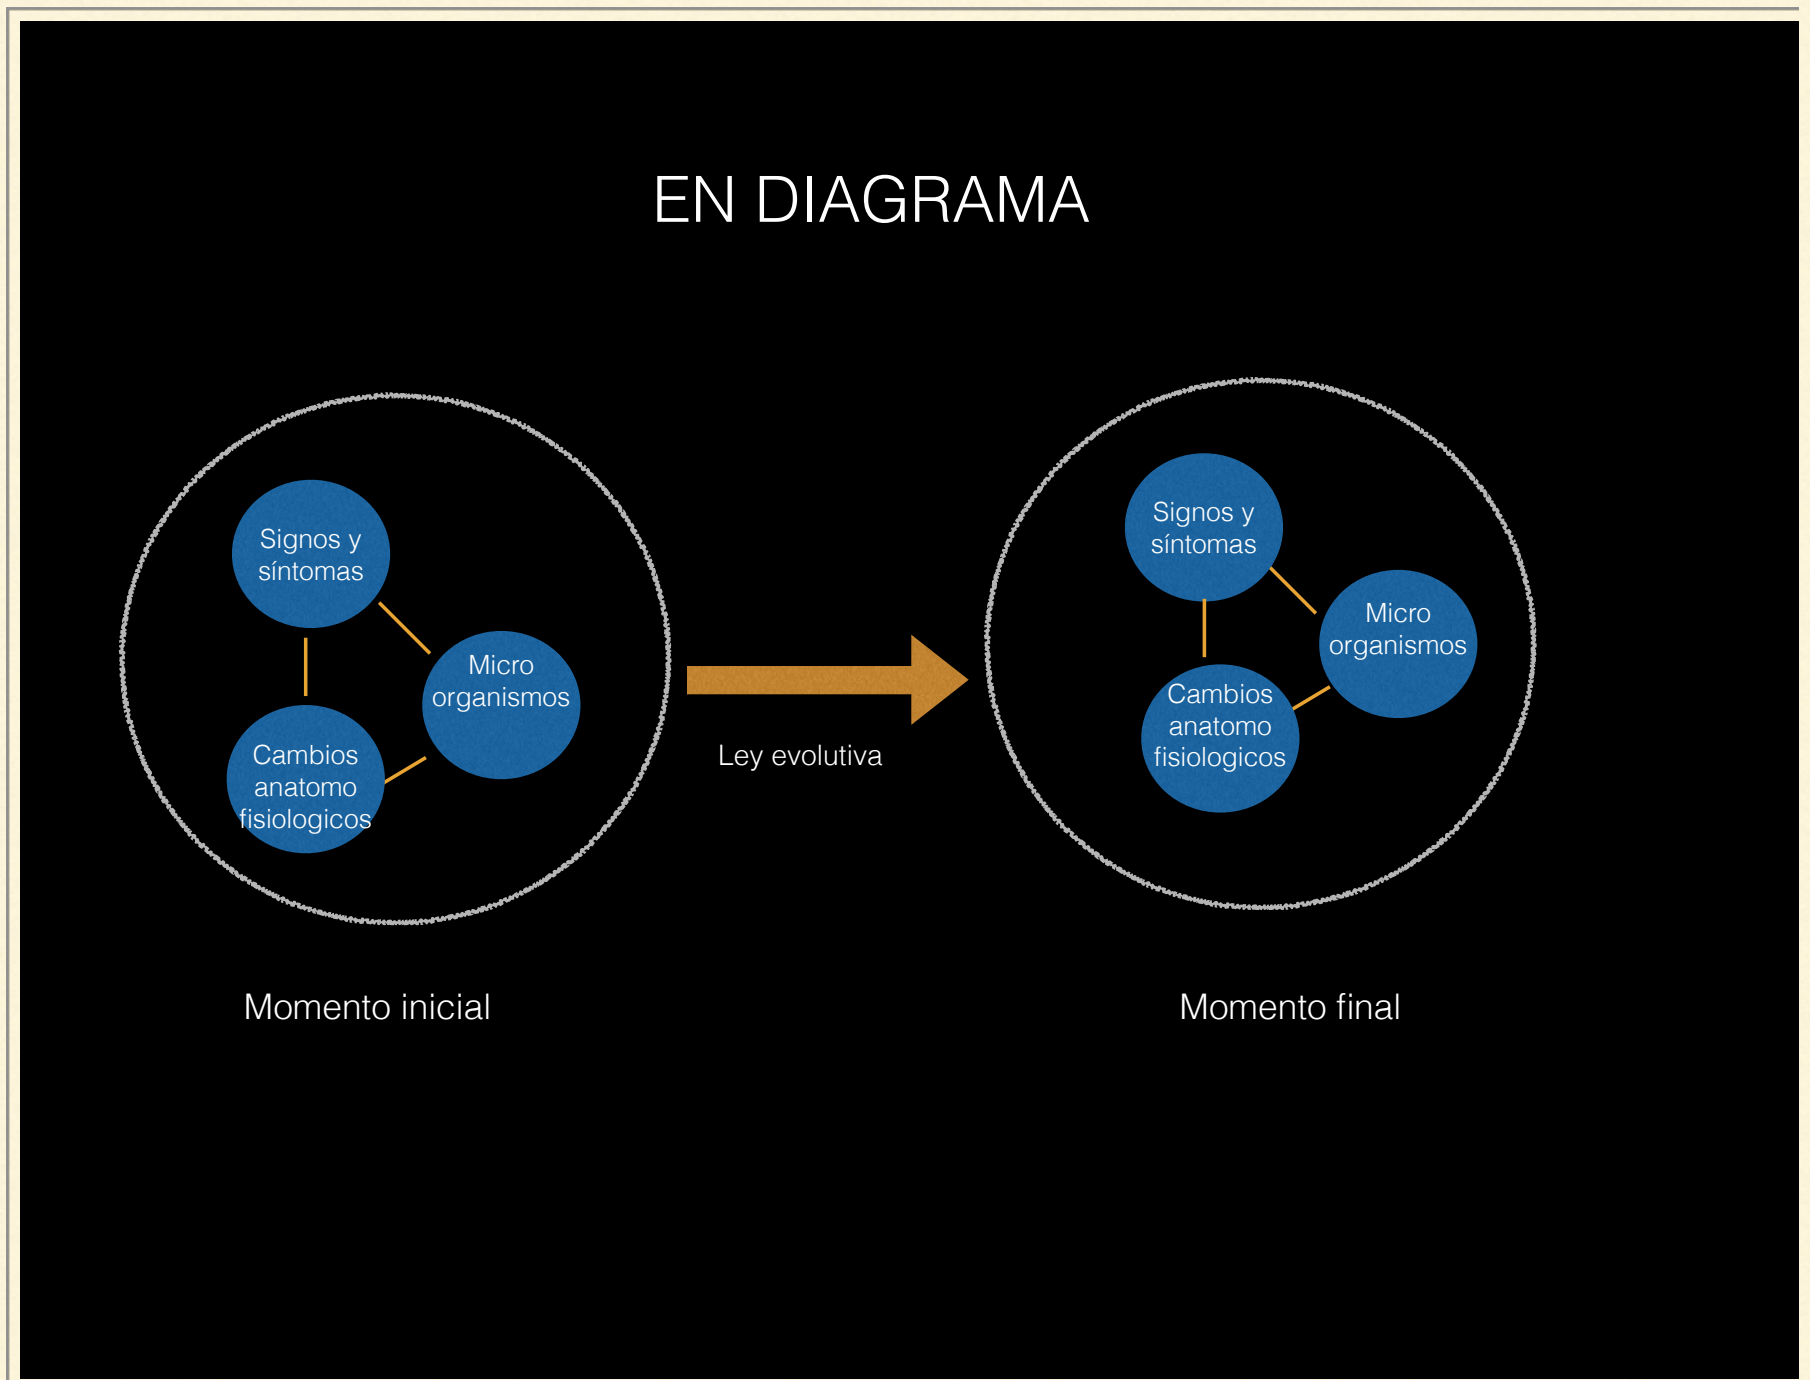 EN DIAGRAMA
Signos y
síntomas
Micro
organismos
Cambios
anatomo
fisiologicos
Ley evolutiva
Signos y
síntomas
Micro
organismos
Cambios
anatomo
fisiologicos
Momento inicial
Momento final